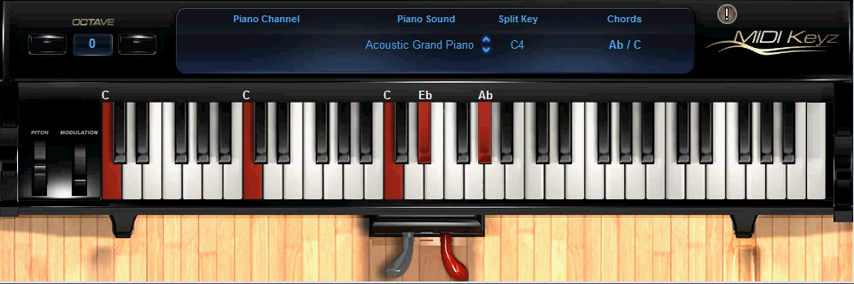 OCTAVE
0
Piano Channel
Piano Sound
Split Key
Chords
Acoustic Grand Piano
C4
Ab / C
!
MIDI Keyz
C
C
C
Eb
Ab
PITCH
MODULATION